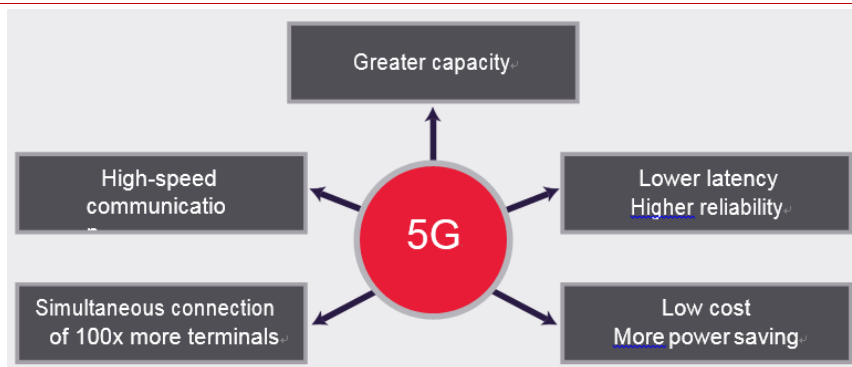 Greater capacity
High-speed
communicatio
Lower latency
Higher reliability
5G
Simultaneous connection
of 100x more terminals
Low cost
More power saving